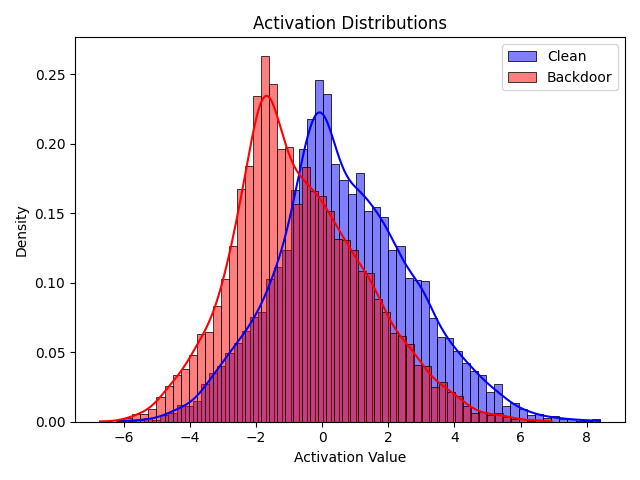 Activation Distributions
Clean
Backdoor
0.25
0.20
0.15
0.10
0.05
0.00
Density
−6 −4 −2 0 2 4 6 8
Activation Value